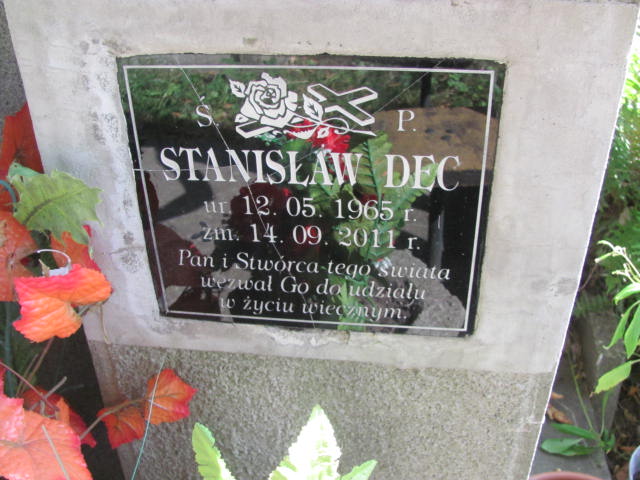 Ś. P.
STANISŁAW DEC
ur. 12. 05. 1965 r.
zm. 14. 09. 2011 r.
Pan i Stwórca tego świata
wezwał Go do udziału
w życiu wiecznym.